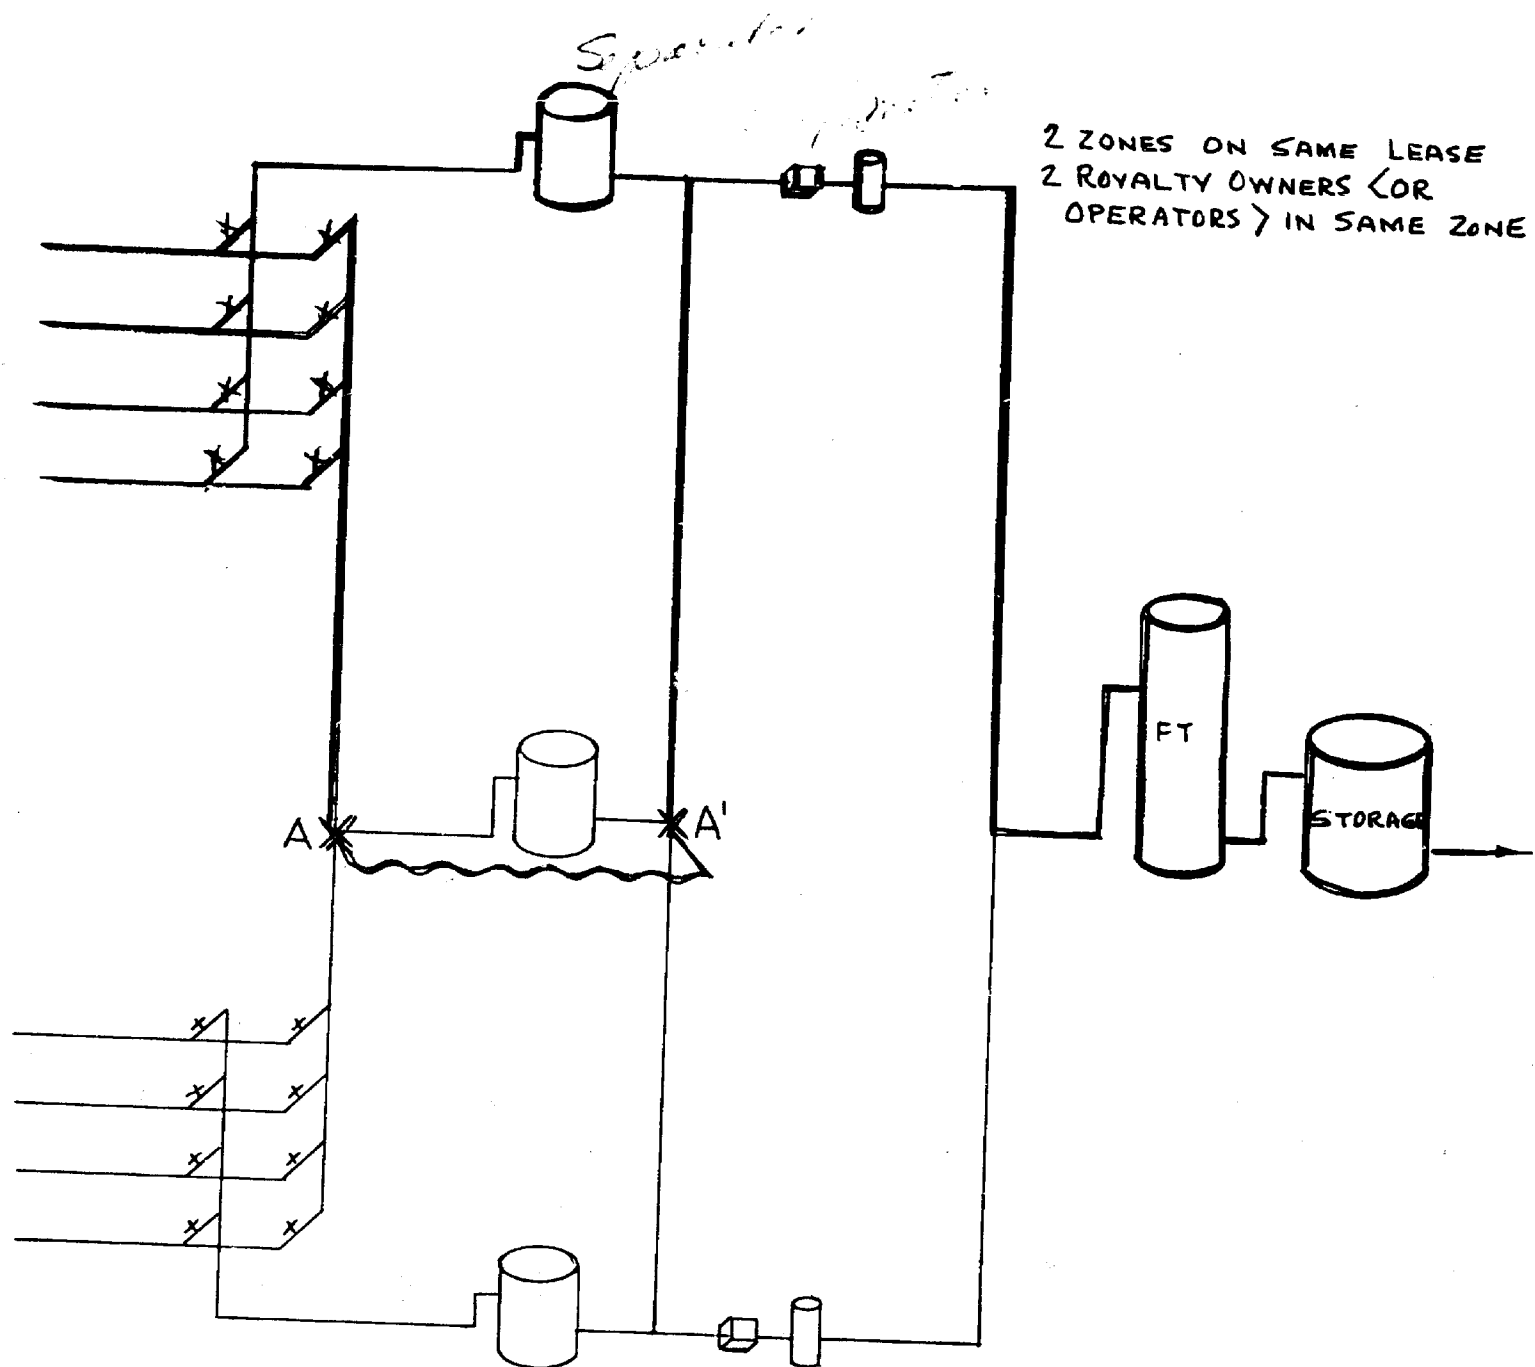 2 ZONES ON SAME LEASE
2 ROYALTY OWNERS <OR
OPERATORS> IN SAME ZONE
FT
STORAGE
A
A'